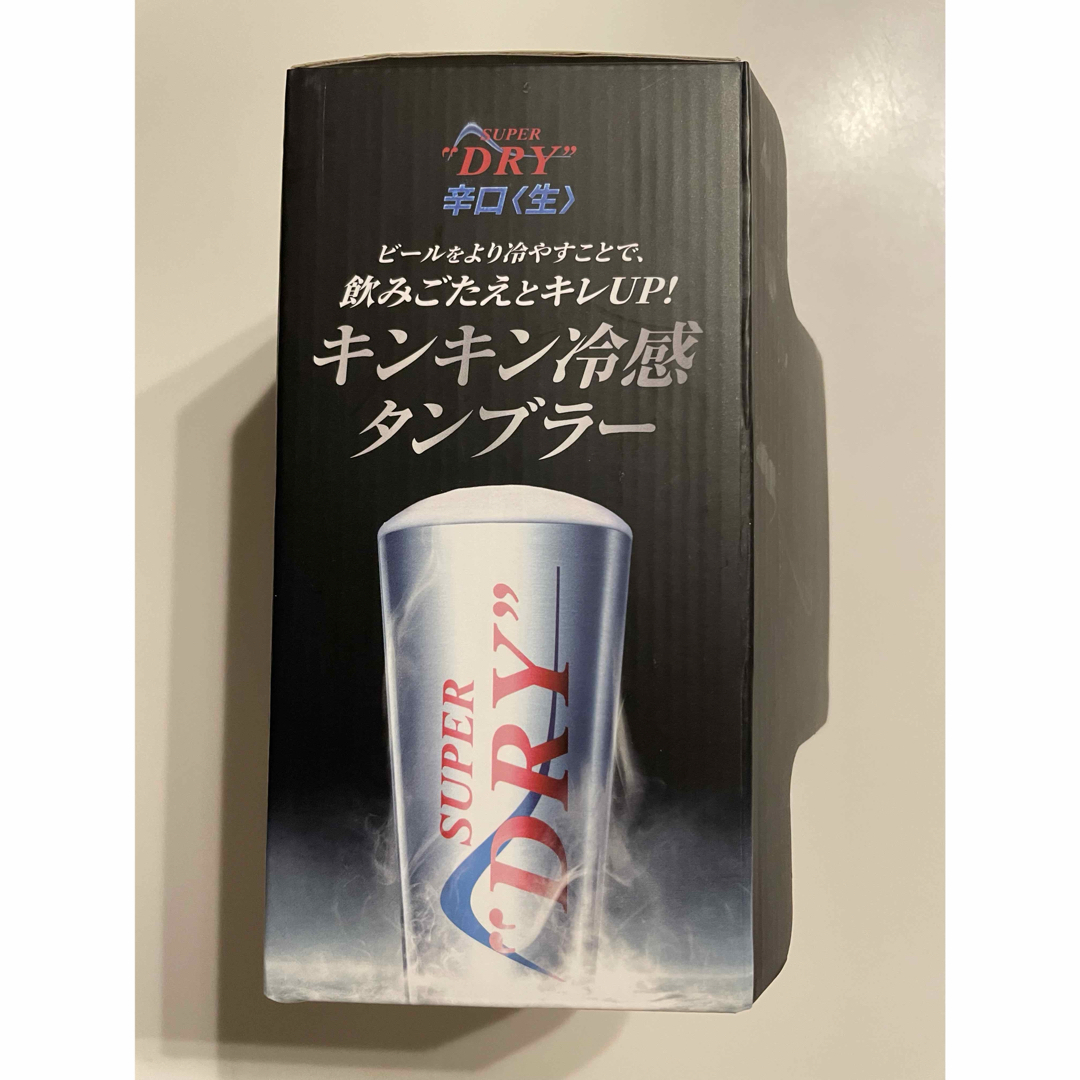 SUPER
“DRY”
辛口〈生〉
ビールをより冷やすことで、
飲みごたえとキレUP!
キンキン冷感
タンブラー
SUPER
“DRY”